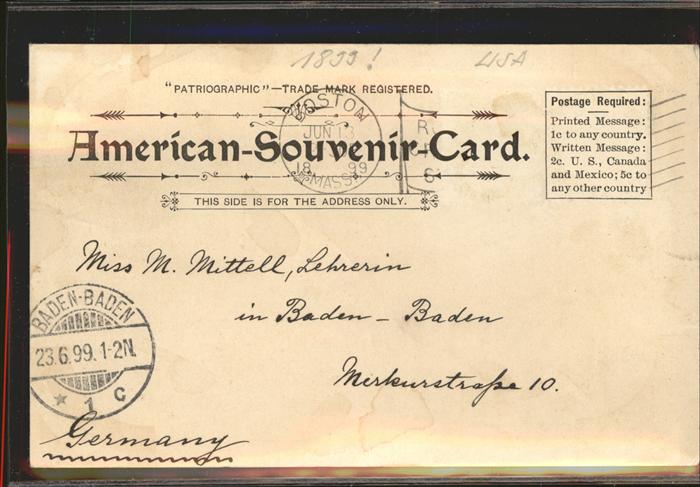 1899!
USA
"PATRIOGRAPHIC"—TRADE MARK REGISTERED.
BOSTON
JUN 13
18 99
MASS.
American-Souvenir-Card.
THIS SIDE IS FOR THE ADDRESS ONLY.
Postage Required:
Printed Message:
1c to any country.
Written Message:
2c. U. S., Canada
and Mexico; 5c to
any other country
Miss M. Mittell, Lehrerin
in Baden - Baden
Merkurstraße 10.
Germany
BADEN-BADEN
23.6.99.1-2N.
* 1 C